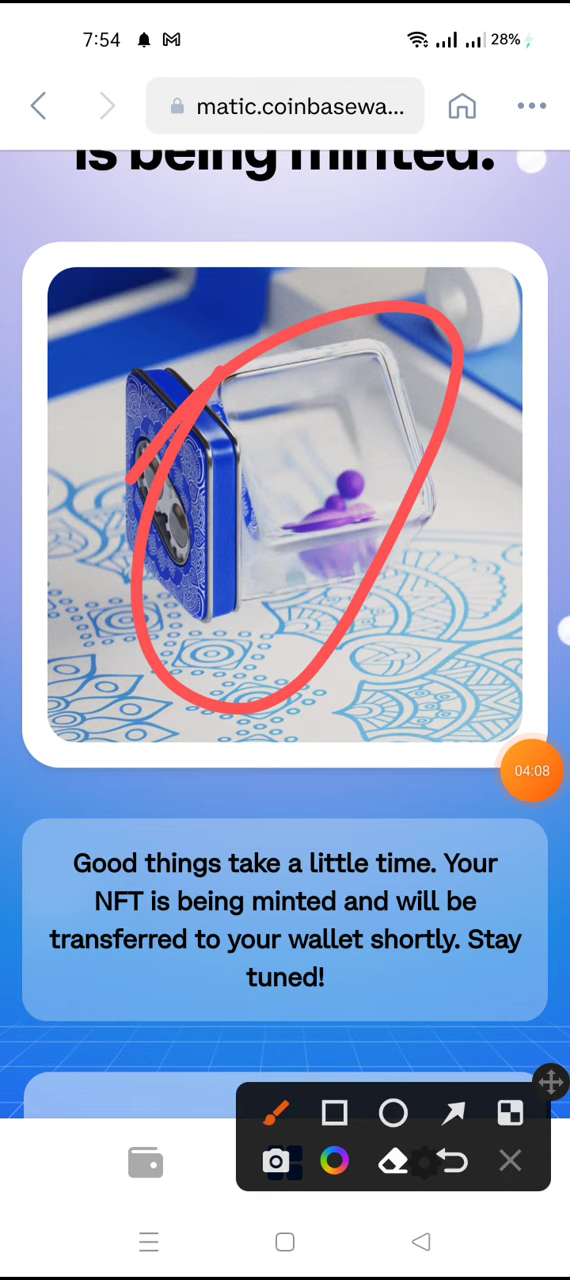 7:54
28%
matic.coinbasewa...
is being minted.
04:08
Good things take a little time. Your
NFT is being minted and will be
transferred to your wallet shortly. Stay
tuned!